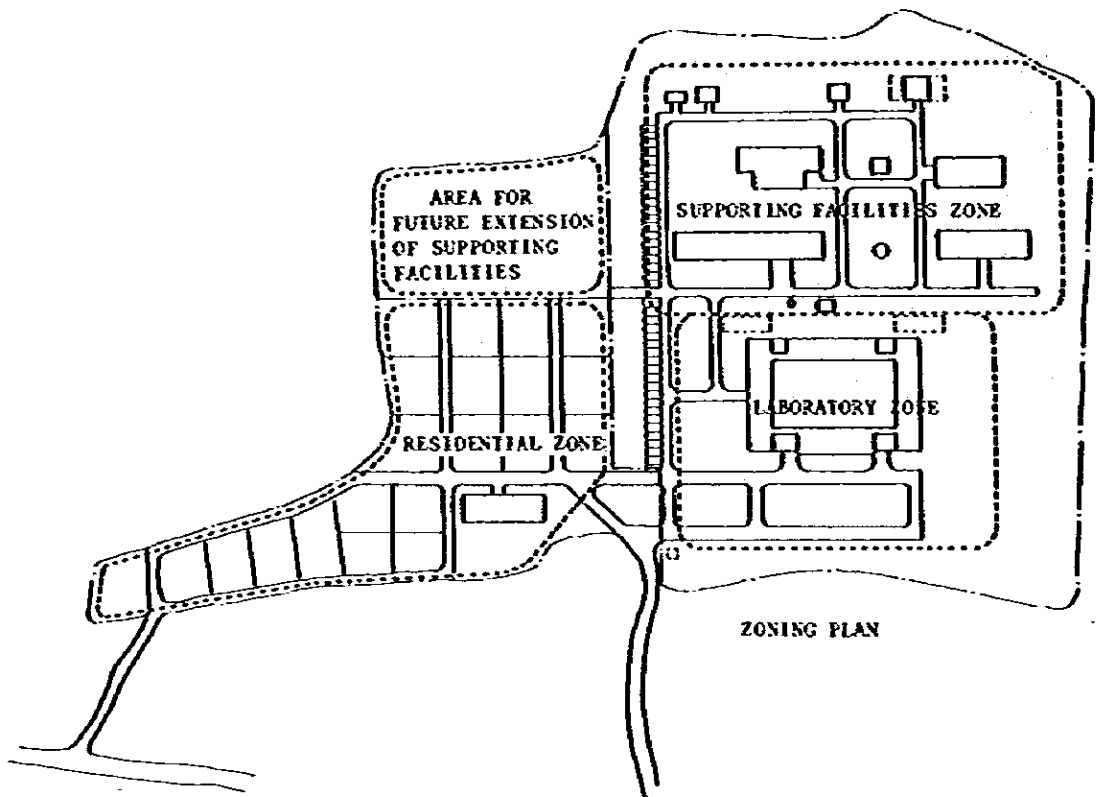 AREA FOR
FUTURE EXTENSION
OF SUPPORTING
FACILITIES
SUPPORTING FACILITIES ZONE
LABORATORY ZONE
RESIDENTIAL ZONE
ZONING PLAN